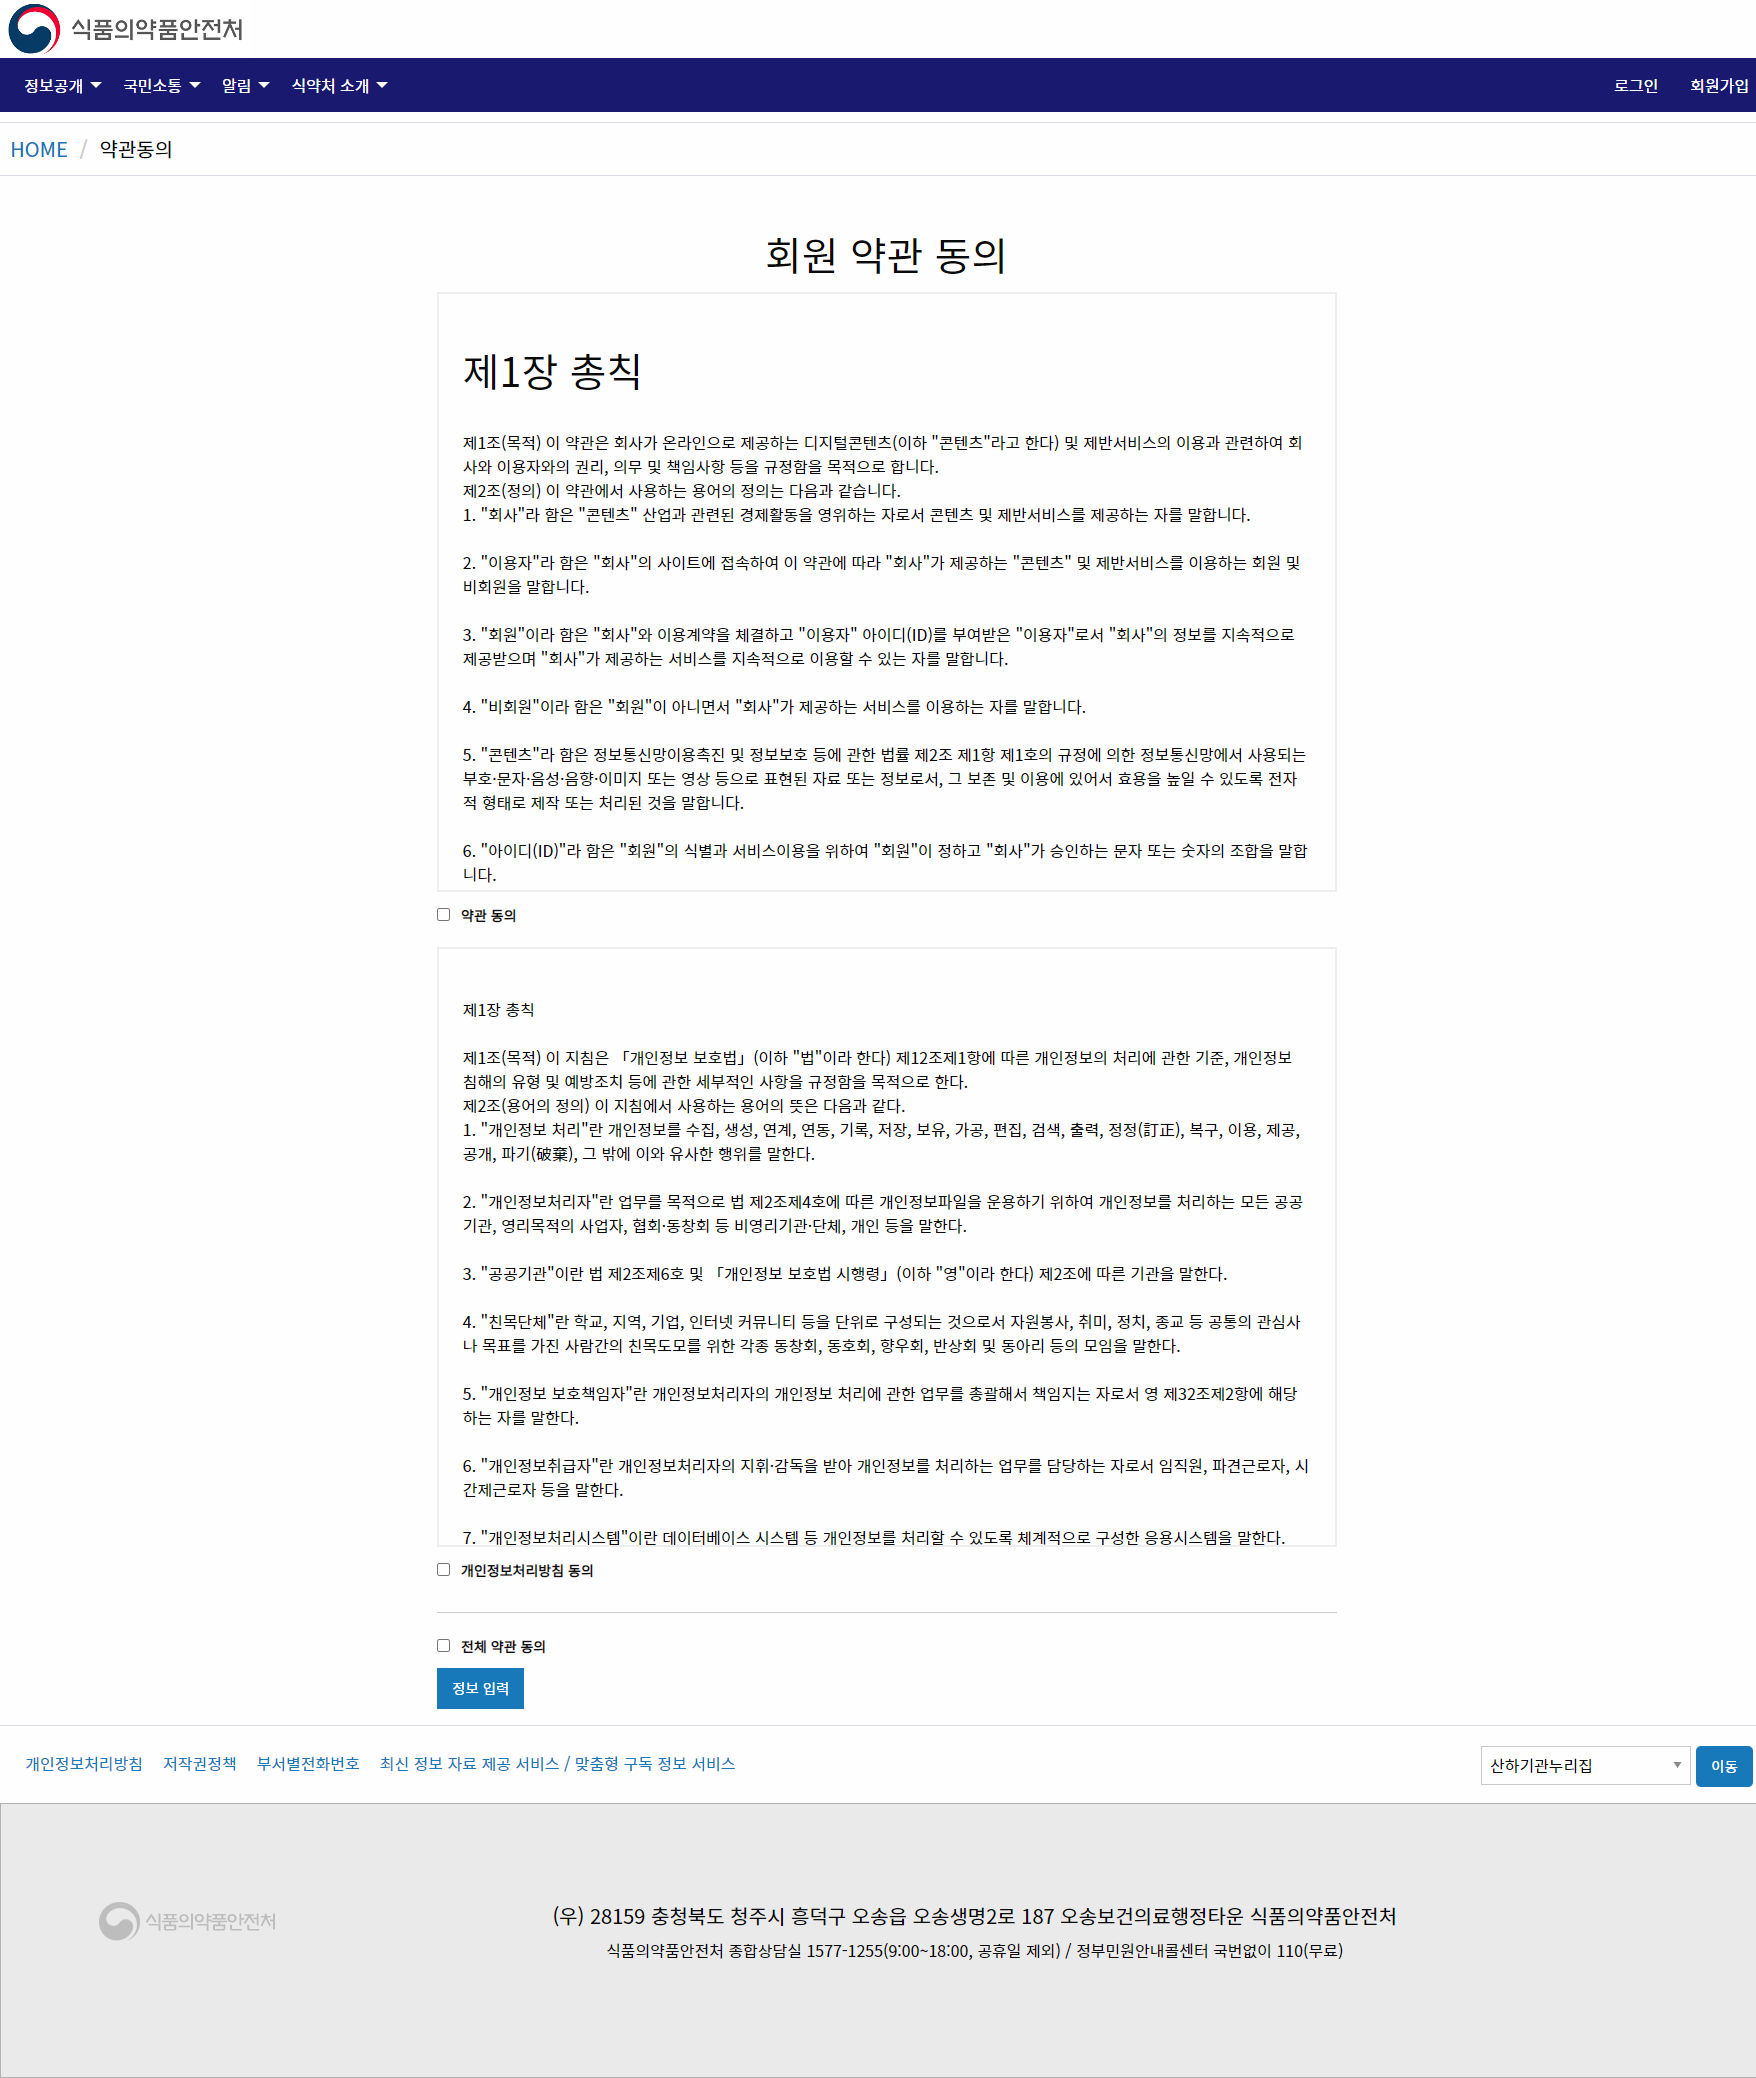 식품의약품안전처
정보공개 국민소통 알림 식약처 소개 로그인 회원가입
HOME / 약관동의
회원 약관 동의
제1장 총칙
제1조(목적) 이 약관은 회사가 온라인으로 제공하는 디지털콘텐츠(이하 "콘텐츠"라고 한다) 및 제반서비스의 이용과 관련하여 회
사와 이용자와의 권리, 의무 및 책임사항 등을 규정함을 목적으로 합니다.
제2조(정의) 이 약관에서 사용하는 용어의 정의는 다음과 같습니다.
1. "회사"라 함은 "콘텐츠" 산업과 관련된 경제활동을 영위하는 자로서 콘텐츠 및 제반서비스를 제공하는 자를 말합니다.
2. "이용자"라 함은 "회사"의 사이트에 접속하여 이 약관에 따라 "회사"가 제공하는 "콘텐츠" 및 제반서비스를 이용하는 회원 및
비회원을 말합니다.
3. "회원"이라 함은 "회사"와 이용계약을 체결하고 "이용자" 아이디(ID)를 부여받은 "이용자"로서 "회사"의 정보를 지속적으로
제공받으며 "회사"가 제공하는 서비스를 지속적으로 이용할 수 있는 자를 말합니다.
4. "비회원"이라 함은 "회원"이 아니면서 "회사"가 제공하는 서비스를 이용하는 자를 말합니다.
5. "콘텐츠"라 함은 정보통신망이용촉진 및 정보보호 등에 관한 법률 제2조 제1항 제1호의 규정에 의한 정보통신망에서 사용되는
부호·문자·음성·음향·이미지 또는 영상 등으로 표현된 자료 또는 정보로서, 그 보존 및 이용에 있어서 효용을 높일 수 있도록 전자
적 형태로 제작 또는 처리된 것을 말합니다.
6. "아이디(ID)"라 함은 "회원"의 식별과 서비스이용을 위하여 "회원"이 정하고 "회사"가 승인하는 문자 또는 숫자의 조합을 말합
니다.
약관 동의
제1장 총칙
제1조(목적) 이 지침은 「개인정보 보호법」(이하 "법"이라 한다) 제12조제1항에 따른 개인정보의 처리에 관한 기준, 개인정보
침해의 유형 및 예방조치 등에 관한 세부적인 사항을 규정함을 목적으로 한다.
제2조(용어의 정의) 이 지침에서 사용하는 용어의 뜻은 다음과 같다.
1. "개인정보 처리"란 개인정보를 수집, 생성, 연계, 연동, 기록, 저장, 보유, 가공, 편집, 검색, 출력, 정정(訂正), 복구, 이용, 제공,
공개, 파기(破棄), 그 밖에 이와 유사한 행위를 말한다.
2. "개인정보처리자"란 업무를 목적으로 법 제2조제4호에 따른 개인정보파일을 운용하기 위하여 개인정보를 처리하는 모든 공공
기관, 영리목적의 사업자, 협회·동창회 등 비영리기관·단체, 개인 등을 말한다.
3. "공공기관"이란 법 제2조제6호 및 「개인정보 보호법 시행령」(이하 "영"이라 한다) 제2조에 따른 기관을 말한다.
4. "친목단체"란 학교, 지역, 기업, 인터넷 커뮤니티 등을 단위로 구성되는 것으로서 자원봉사, 취미, 정치, 종교 등 공통의 관심사
나 목표를 가진 사람간의 친목도모를 위한 각종 동창회, 동호회, 향우회, 반상회 및 동아리 등의 모임을 말한다.
5. "개인정보 보호책임자"란 개인정보처리자의 개인정보 처리에 관한 업무를 총괄해서 책임지는 자로서 영 제32조제2항에 해당
하는 자를 말한다.
6. "개인정보취급자"란 개인정보처리자의 지휘·감독을 받아 개인정보를 처리하는 업무를 담당하는 자로서 임직원, 파견근로자, 시
간제근로자 등을 말한다.
7. "개인정보처리시스템"이란 데이터베이스 시스템 등 개인정보를 처리할 수 있도록 체계적으로 구성한 응용시스템을 말한다.
개인정보처리방침 동의
전체 약관 동의
정보 입력
개인정보처리방침 저작권정책 부서별전화번호 최신 정보 자료 제공 서비스 / 맞춤형 구독 정보 서비스 산하기관누리집 이동
식품의약품안전처
(우) 28159 충청북도 청주시 흥덕구 오송읍 오송생명2로 187 오송보건의료행정타운 식품의약품안전처
식품의약품안전처 종합상담실 1577-1255(9:00~18:00, 공휴일 제외) / 정부민원안내콜센터 국번없이 110(무료)